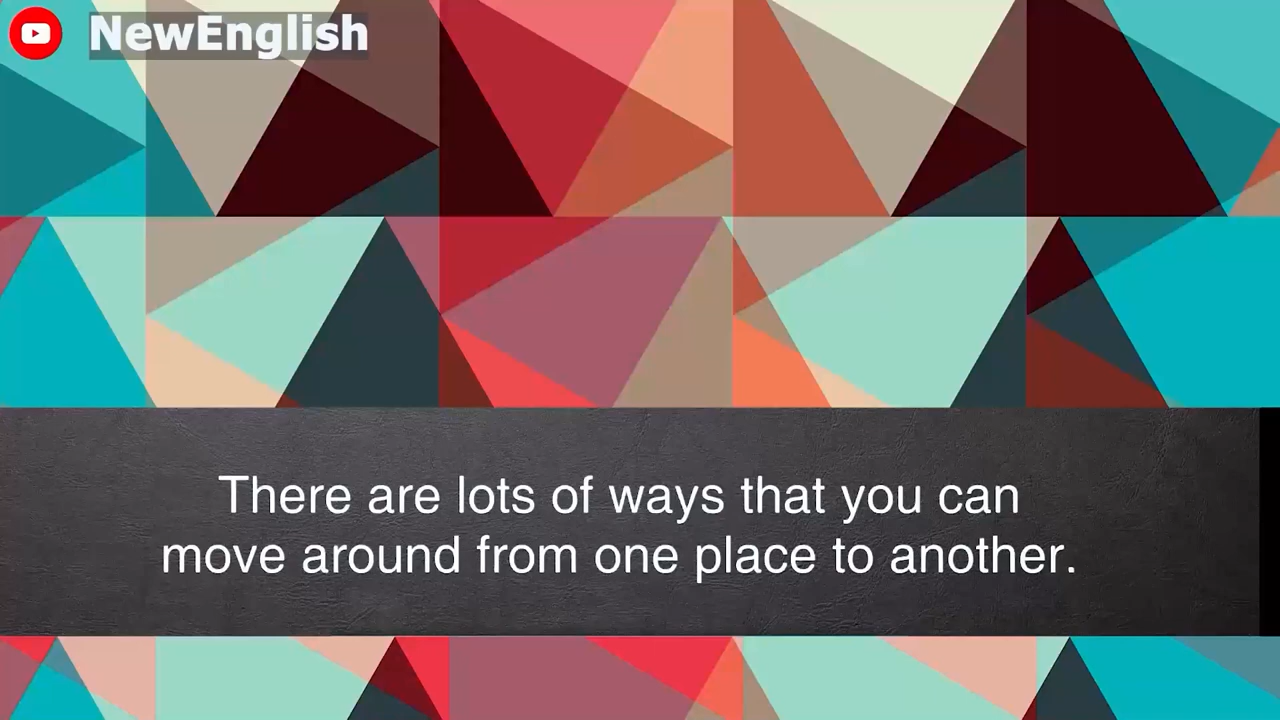 NewEnglish
There are lots of ways that you can
move around from one place to another.